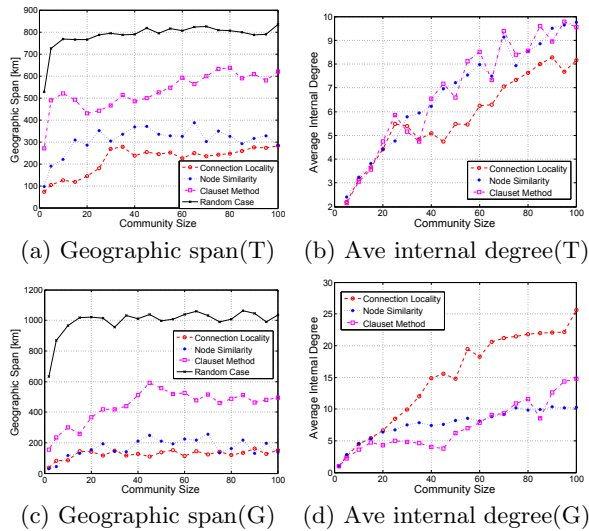 900
800
700
600
500
400
300
200
100
0
0 20 40 60 80 100
Geographic Span [km]
Community Size
Connection Locality
Node Similarity
Clauset Method
Random Case
(a) Geographic span(T)
10
9
8
7
6
5
4
3
2
0 20 40 60 80 100
Average Internal Degree
Community Size
Connection Locality
Node Similarity
Clauset Method
(b) Ave internal degree(T)
1200
1000
800
600
400
200
0
0 20 40 60 80 100
Geographic Span [km]
Community Size
Connection Locality
Node Similarity
Clauset Method
Random Case
(c) Geographic span(G)
25
20
15
10
5
0
0 20 40 60 80 100
Average Internal Degree
Community Size
Connection Locality
Node Similarity
Clauset Method
(d) Ave internal degree(G)